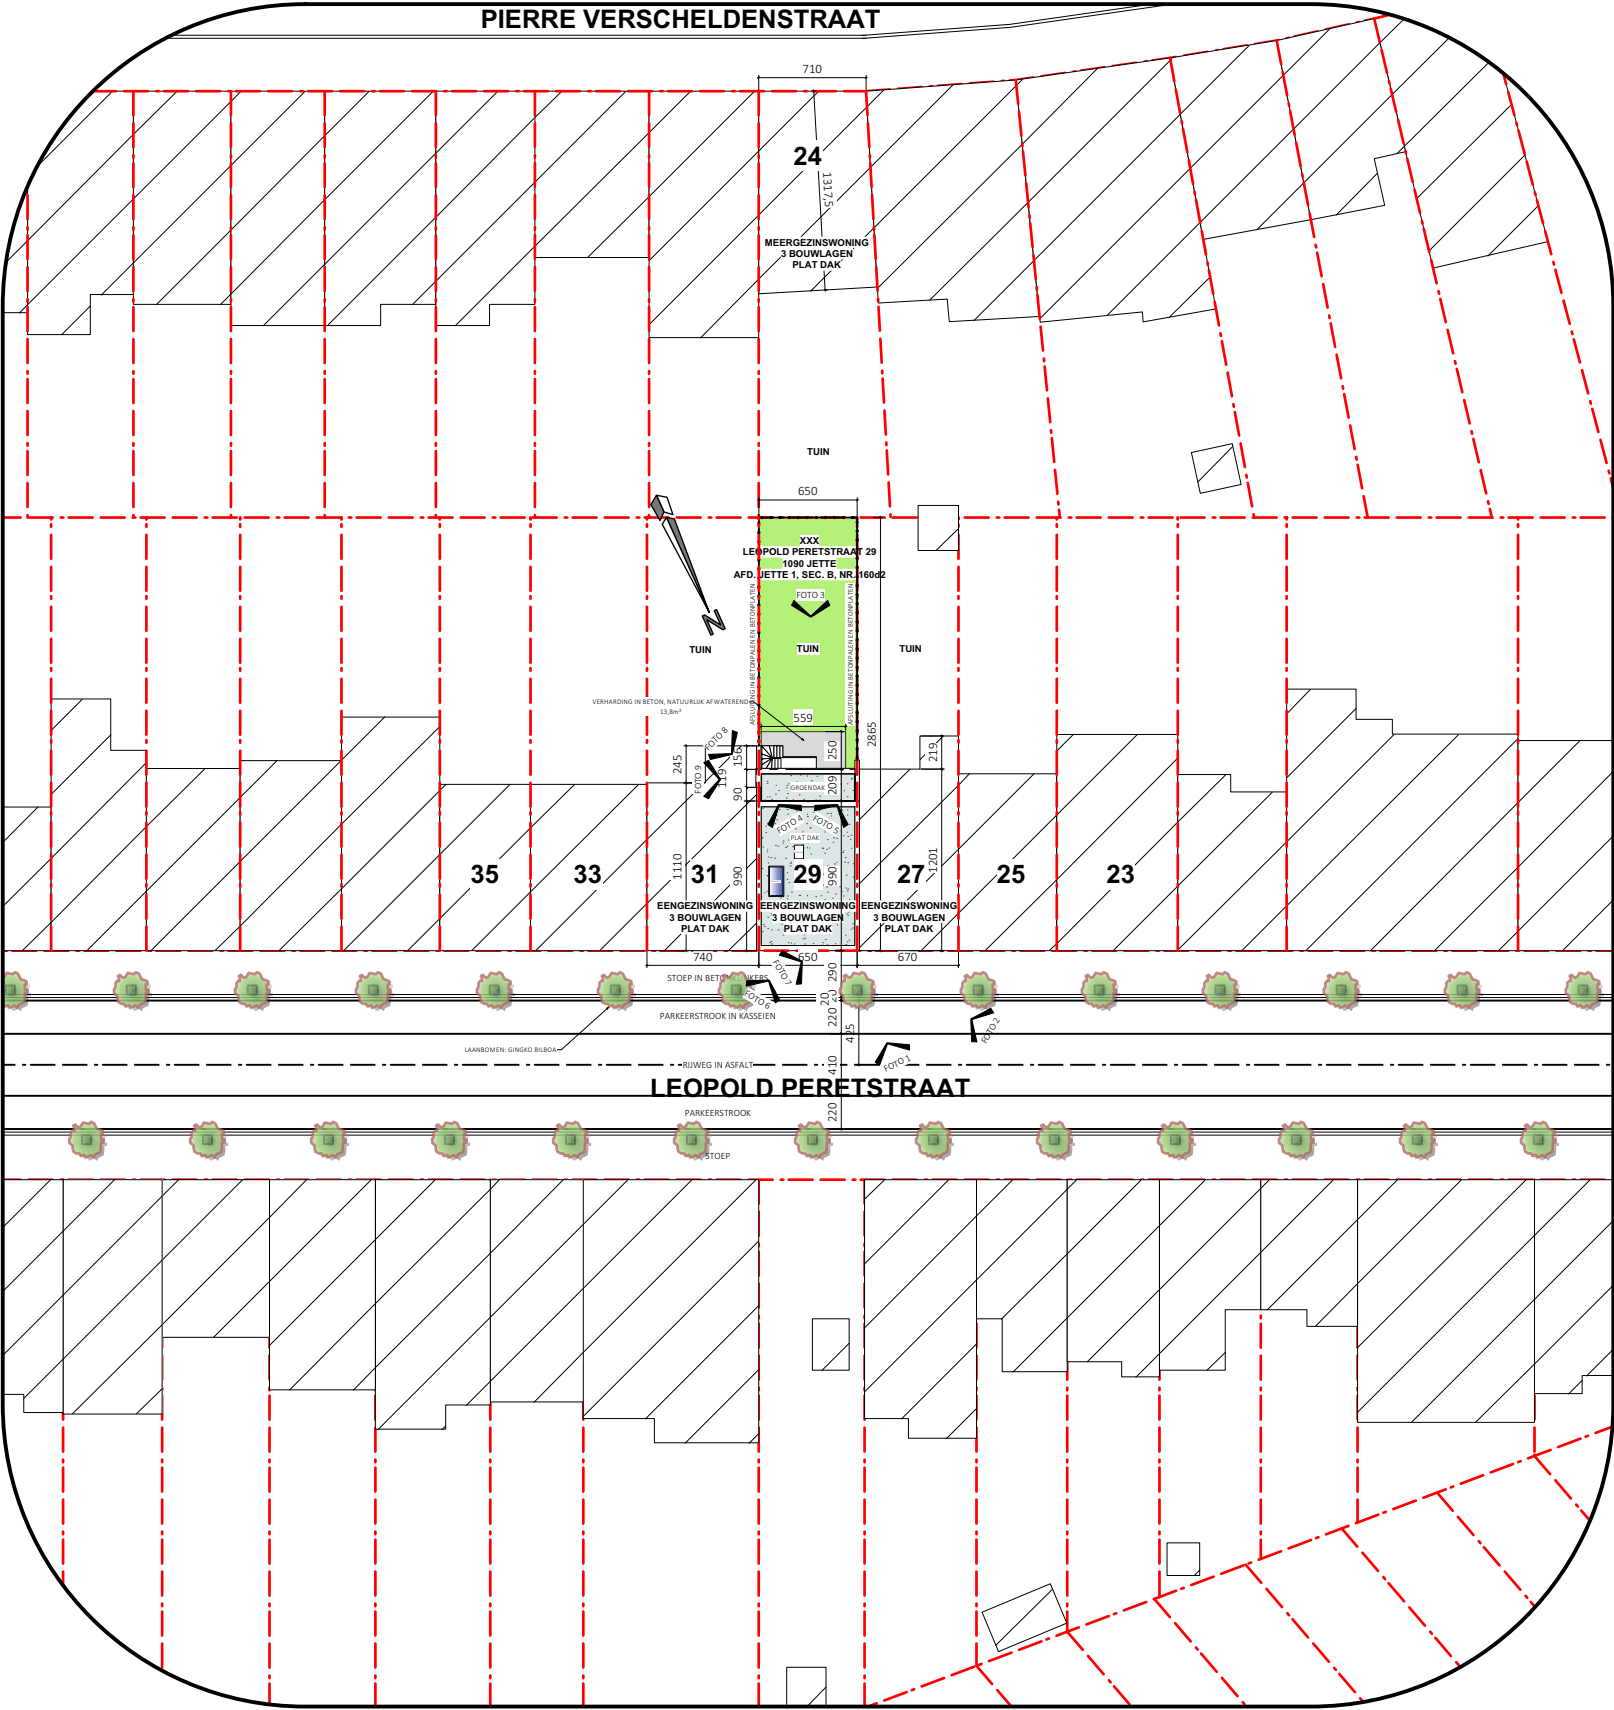 PIERRE VERSCHELDENSTRAAT
710
24
1317,5
MEERGEZINSWONING
3 BOUWLAGEN
PLAT DAK
TUIN
650
XXX
LEOPOLD PERETSTRAAT 29
1090 JETTE
AFD. JETTE 1, SEC. B, NR. 160d2
FOTO 3
AFSLUITING IN BETONPALEN EN BETONPLATEN
AFSLUITING IN BETONPALEN EN BETONPLATEN
N
TUIN
TUIN
TUIN
VERHARDING IN BETON, NATUURLIJK AFWATEREND
13,8m²
559
2865
FOTO 8
245
156
250
219
FOTO 9
119
90
GROENDAK
209
FOTO 4
FOTO 5
PLAT DAK
1110
990
990
1201
35
33
31
29
27
25
23
EENGEZINSWONING
3 BOUWLAGEN
PLAT DAK
EENGEZINSWONING
3 BOUWLAGEN
PLAT DAK
EENGEZINSWONING
3 BOUWLAGEN
PLAT DAK
740
650
670
STOEP IN
FOTO 7
FOTO 6
290
20
220
PARKEERSTROOK IN KASSEIEN
425
FOTO 2
FOTO 1
LAANBOMEN: GINGKO BILBOA
RIJWEG IN ASFALT
410
LEOPOLD PERETSTRAAT
PARKEERSTROOK
220
STOEP